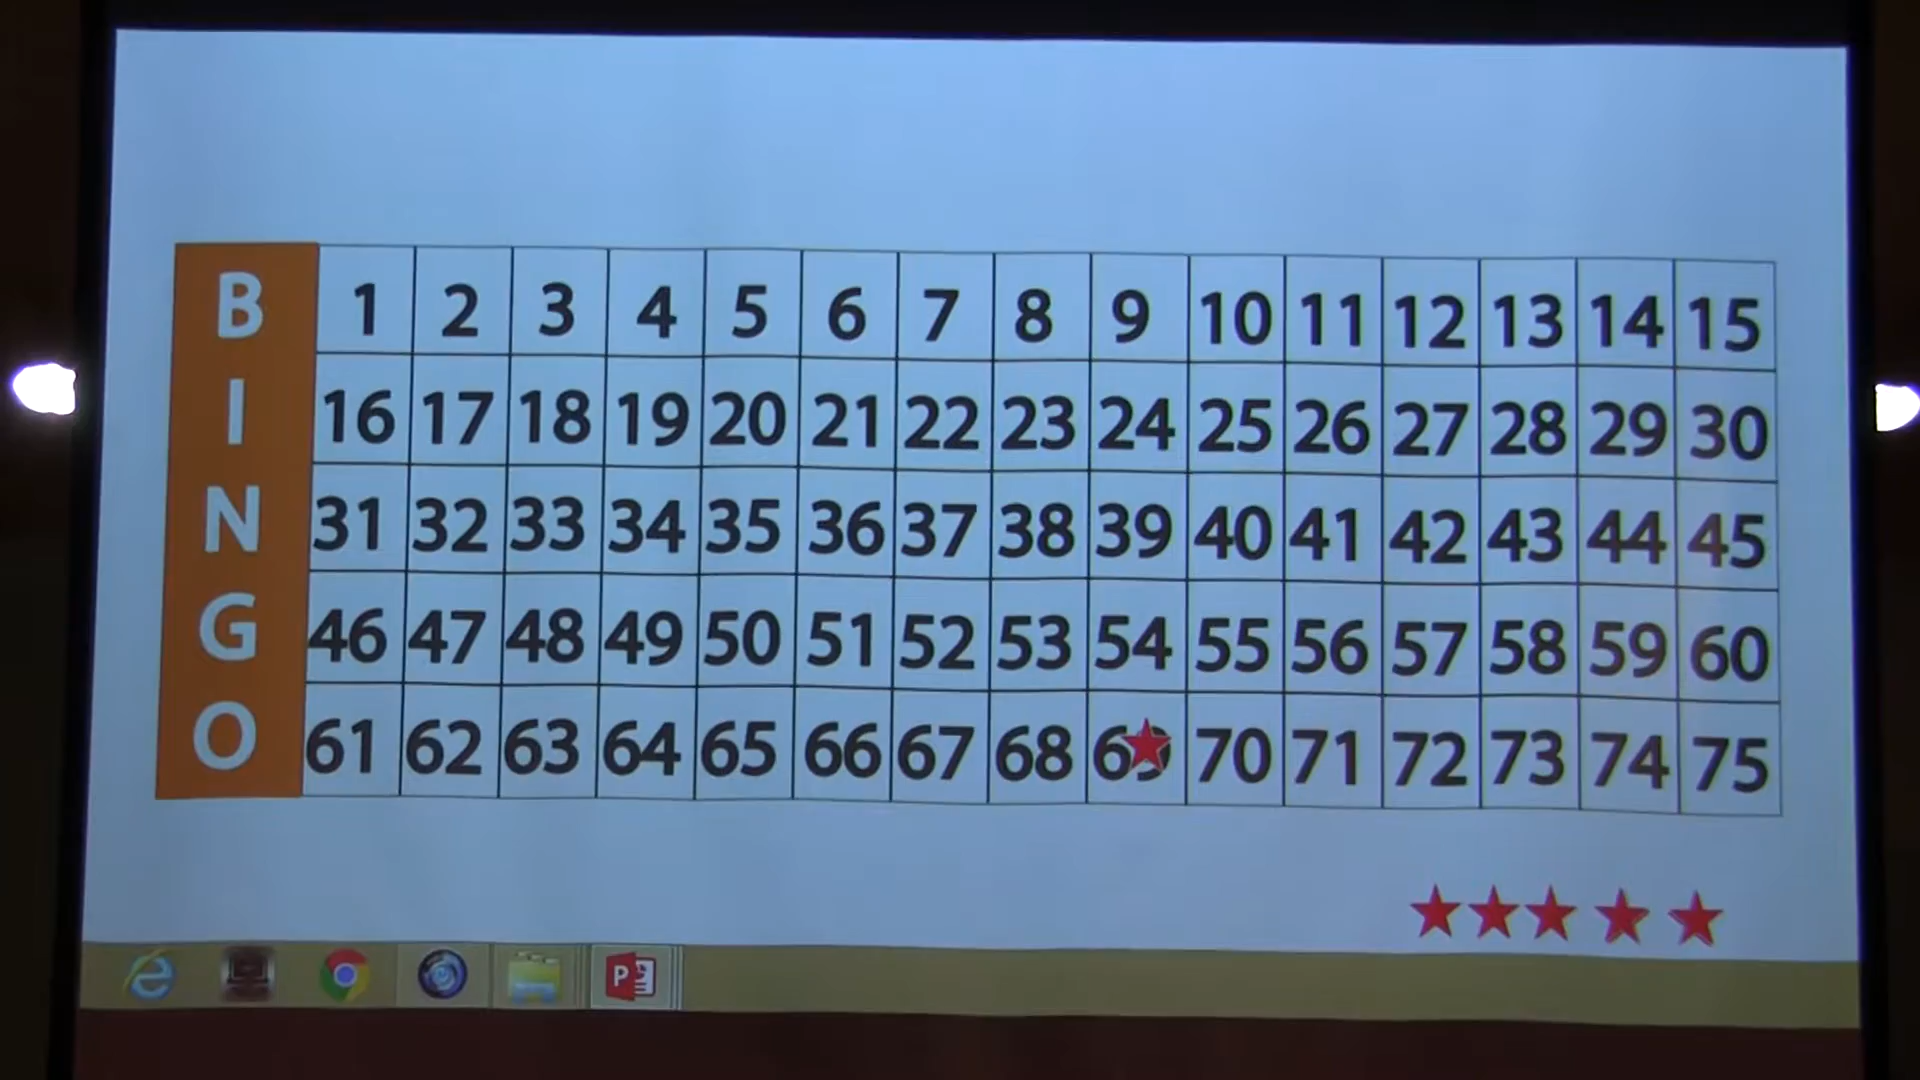 B 1 2 3 4 5 6 7 8 9 10 11 12 13 14 15
I 16 17 18 19 20 21 22 23 24 25 26 27 28 29 30
N 31 32 33 34 35 36 37 38 39 40 41 42 43 44 45
G 46 47 48 49 50 51 52 53 54 55 56 57 58 59 60
O 61 62 63 64 65 66 67 68 69 70 71 72 73 74 75
P